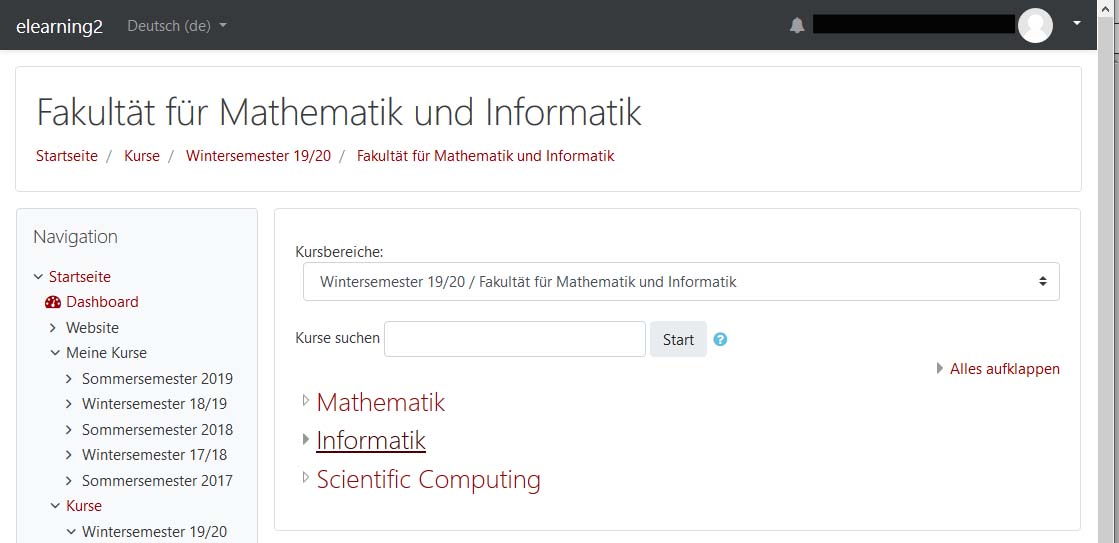 elearning2 Deutsch (de)
Fakultät für Mathematik und Informatik
Startseite / Kurse / Wintersemester 19/20 / Fakultät für Mathematik und Informatik
Navigation
Startseite
Dashboard
Website
Meine Kurse
Sommersemester 2019
Wintersemester 18/19
Sommersemester 2018
Wintersemester 17/18
Sommersemester 2017
Kurse
Wintersemester 19/20
Kursbereiche:
Wintersemester 19/20 / Fakultät für Mathematik und Informatik
Kurse suchen Start ?
Alles aufklappen
Mathematik
Informatik
Scientific Computing